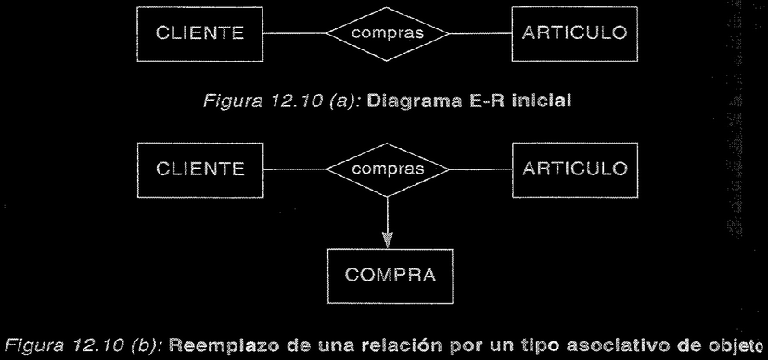 CLIENTE compras ARTICULO
Figura 12.10 (a): Diagrama E-R inicial
CLIENTE compras ARTICULO
COMPRA
Figura 12.10 (b): Reemplazo de una relación por un tipo asociativo de objeto